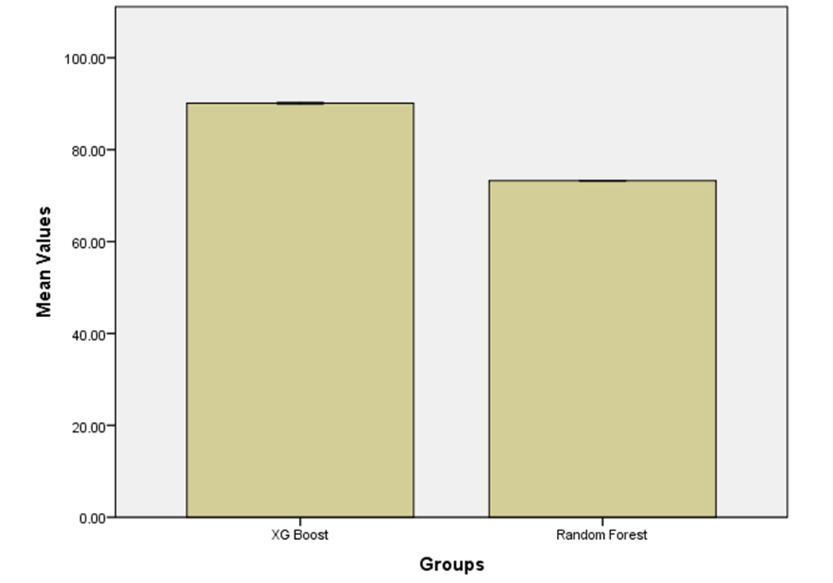 100.00
80.00
60.00
40.00
20.00
0.00
Mean Values
XG Boost
Random Forest
Groups